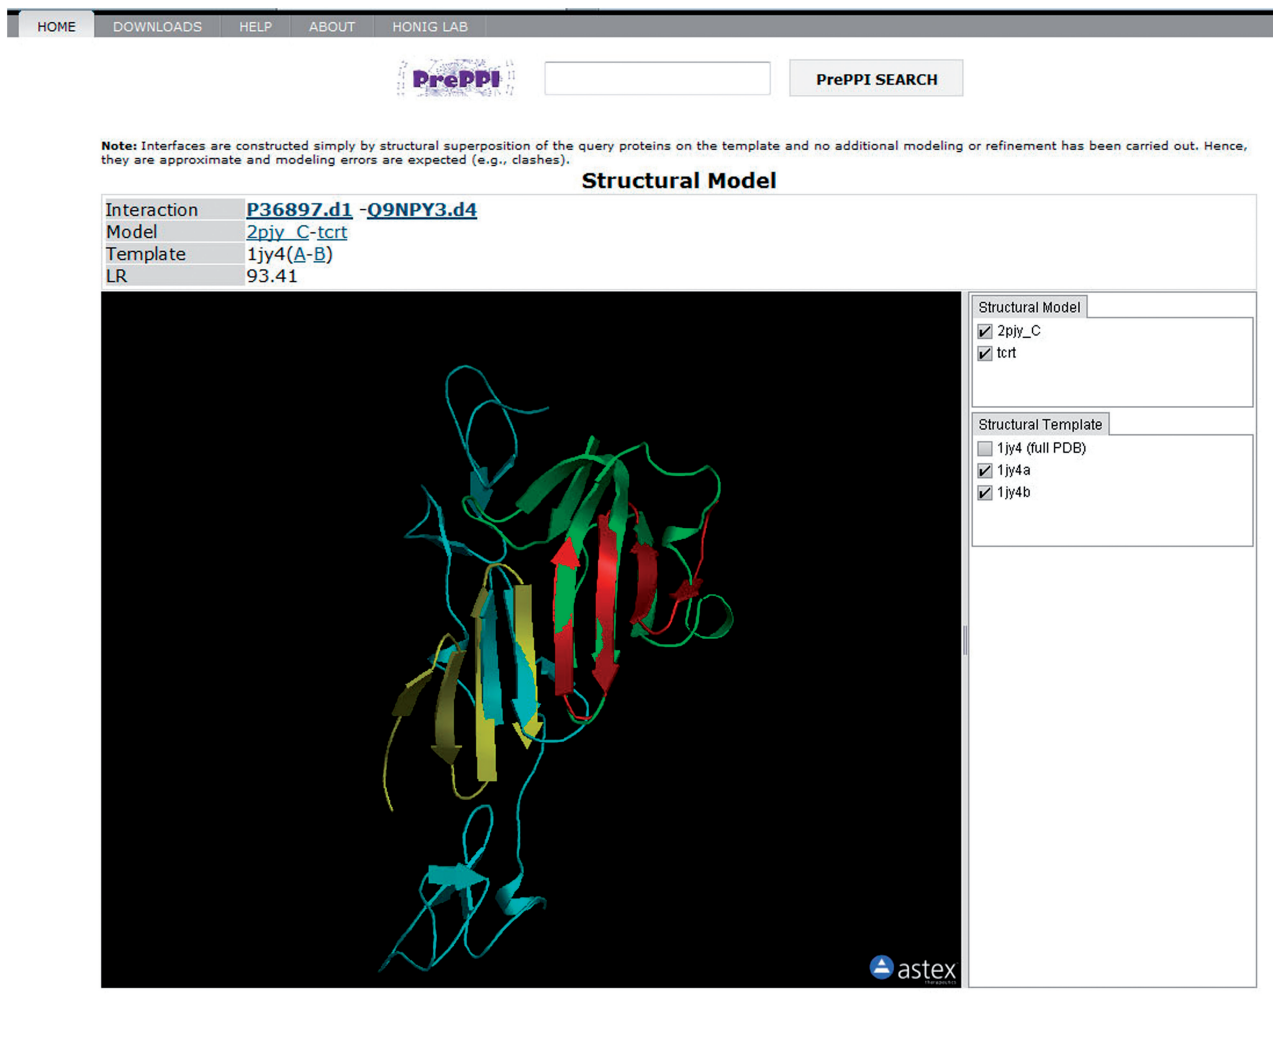 HOME DOWNLOADS HELP ABOUT HONIG LAB
PrePPI PrePPI SEARCH
Note: Interfaces are constructed simply by structural superposition of the query proteins on the template and no additional modeling or refinement has been carried out. Hence,
they are approximate and modeling errors are expected (e.g., clashes).
Structural Model
Interaction P36897.d1 -Q9NPY3.d4
Model 2pjy_C-tcrt
Template 1jy4(A-B)
LR 93.41
Structural Model
2pjy_C
tcrt
Structural Template
1jy4 (full PDB)
1jy4a
1jy4b
astex
therapeutics